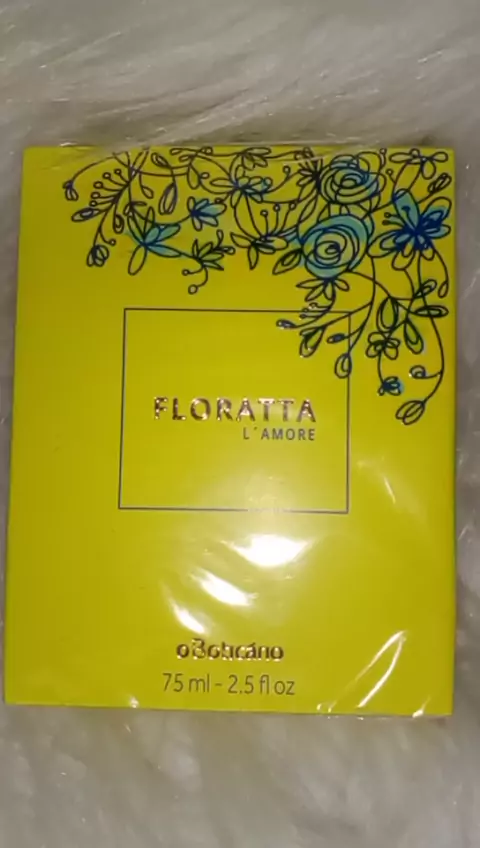 FLORATTA
L´AMORE
oBoticário
75 ml - 2.5 fl oz